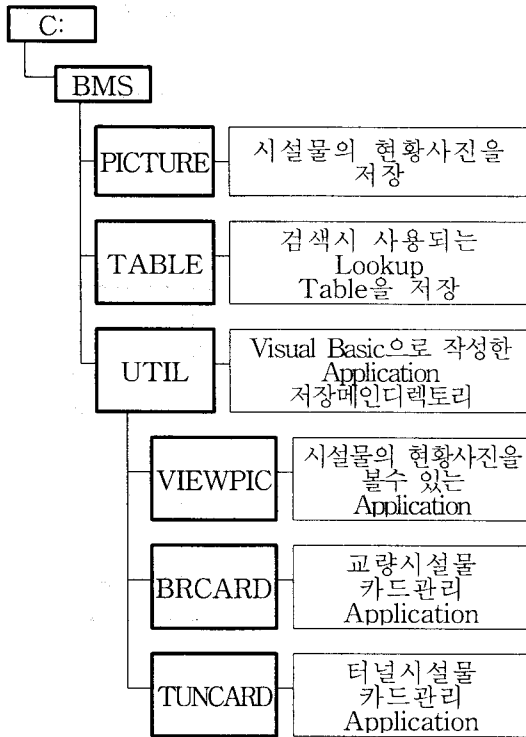 C:
BMS
PICTURE
시설물의 현황사진을
저장
TABLE
검색시 사용되는
Lookup
Table을 저장
UTIL
Visual Basic으로 작성한
Application
저장메인디렉토리
VIEWPIC
시설물의 현황사진을
볼수 있는
Application
BRCARD
교량시설물
카드관리
Application
TUNCARD
터널시설물
카드관리
Application